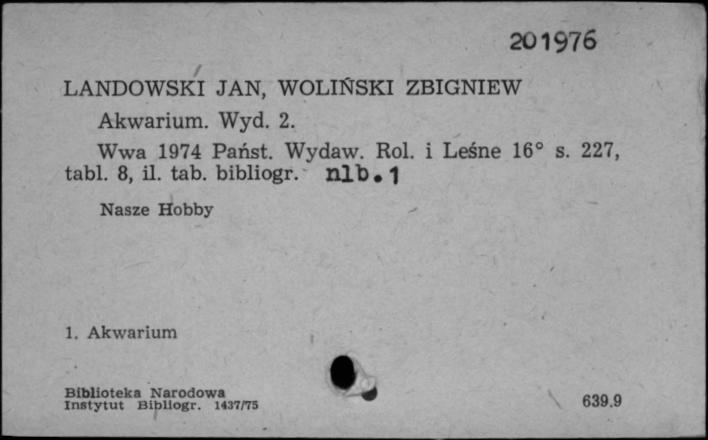 201976
LANDOWSKI JAN, WOLIŃSKI ZBIGNIEW
Akwarium. Wyd. 2.
Wwa 1974 Państ. Wydaw. Rol. i Leśne 16° s. 227,
tabl. 8, il. tab. bibliogr. nlb.1
Nasze Hobby
1. Akwarium
Biblioteka Narodowa
Instytut Bibliogr. 1437/75
639.9